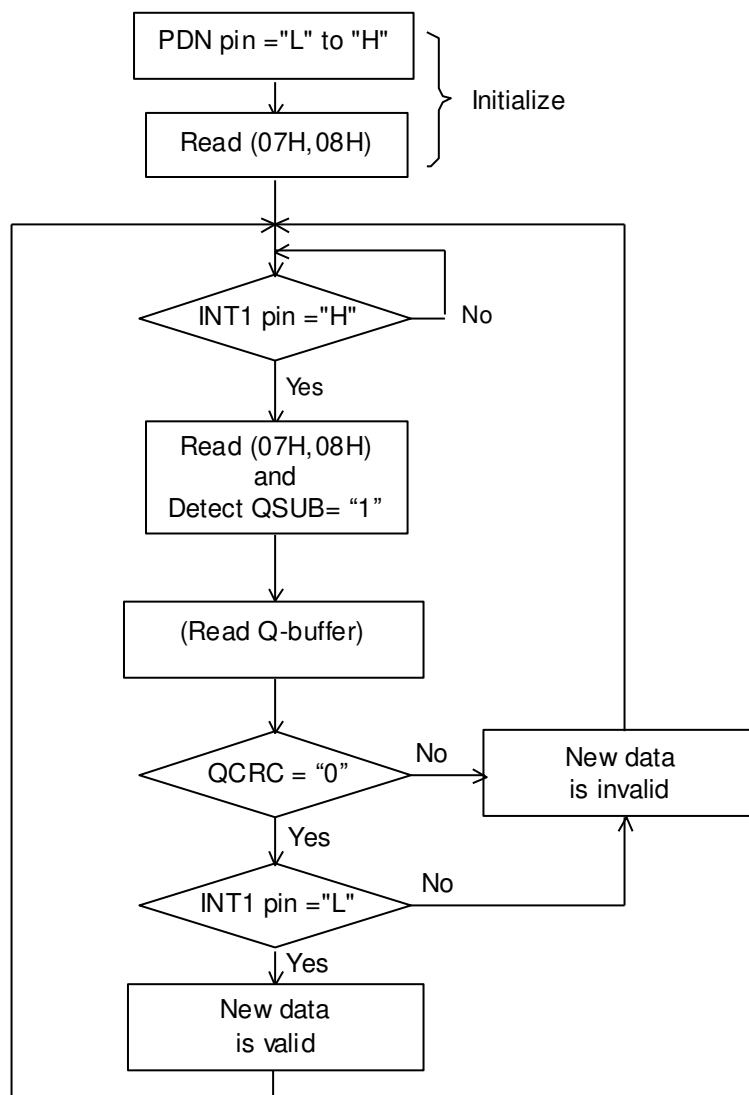 PDN pin ="L" to "H"
Initialize
Read (07H,08H)
INT1 pin ="H"
No
Yes
Read (07H,08H)
and
Detect QSUB= “1”
(Read Q-buffer)
QCRC = “0”
No
New data
is invalid
Yes
INT1 pin ="L"
No
Yes
New data
is valid